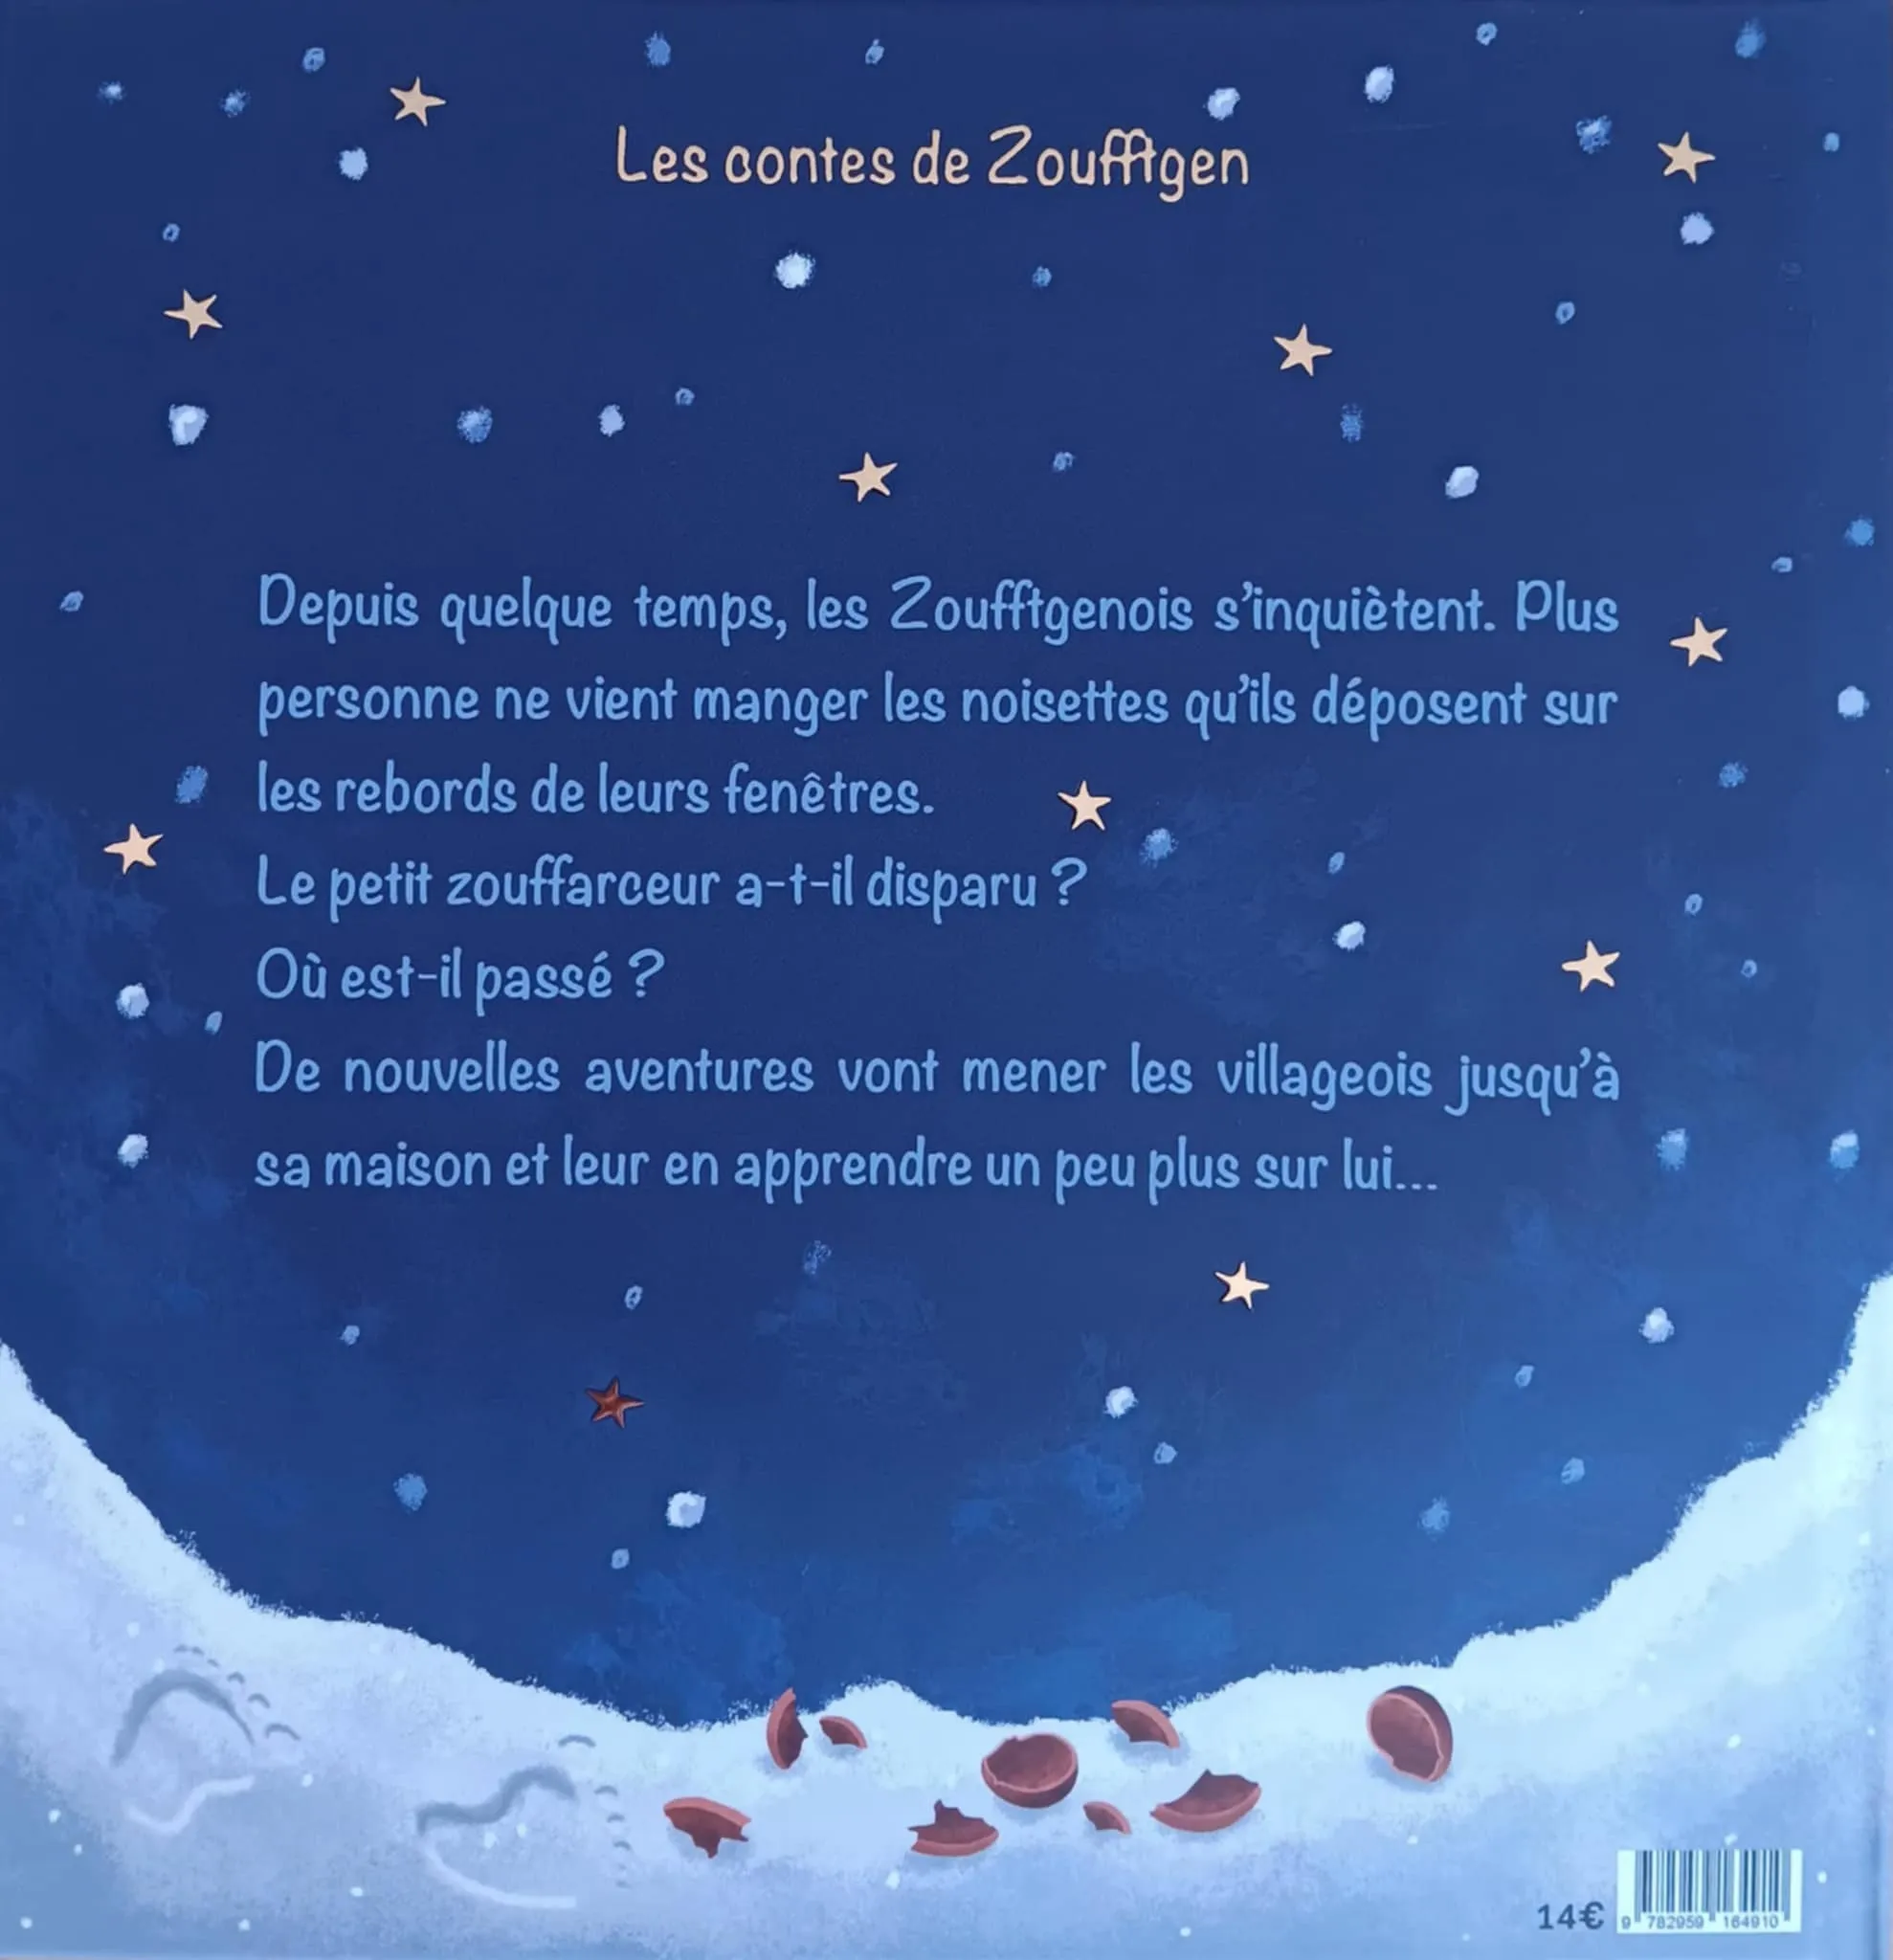 Les contes de Zoufftgen
Depuis quelque temps, les Zoufftgenois s'inquiètent. Plus
personne ne vient manger les noisettes qu'ils déposent sur
les rebords de leurs fenêtres.
Le petit zouffarceur a-t-il disparu ?
Où est-il passé ?
De nouvelles aventures vont mener les villageois jusqu'à
sa maison et leur en apprendre un peu plus sur lui...
14€
9 782959 164910